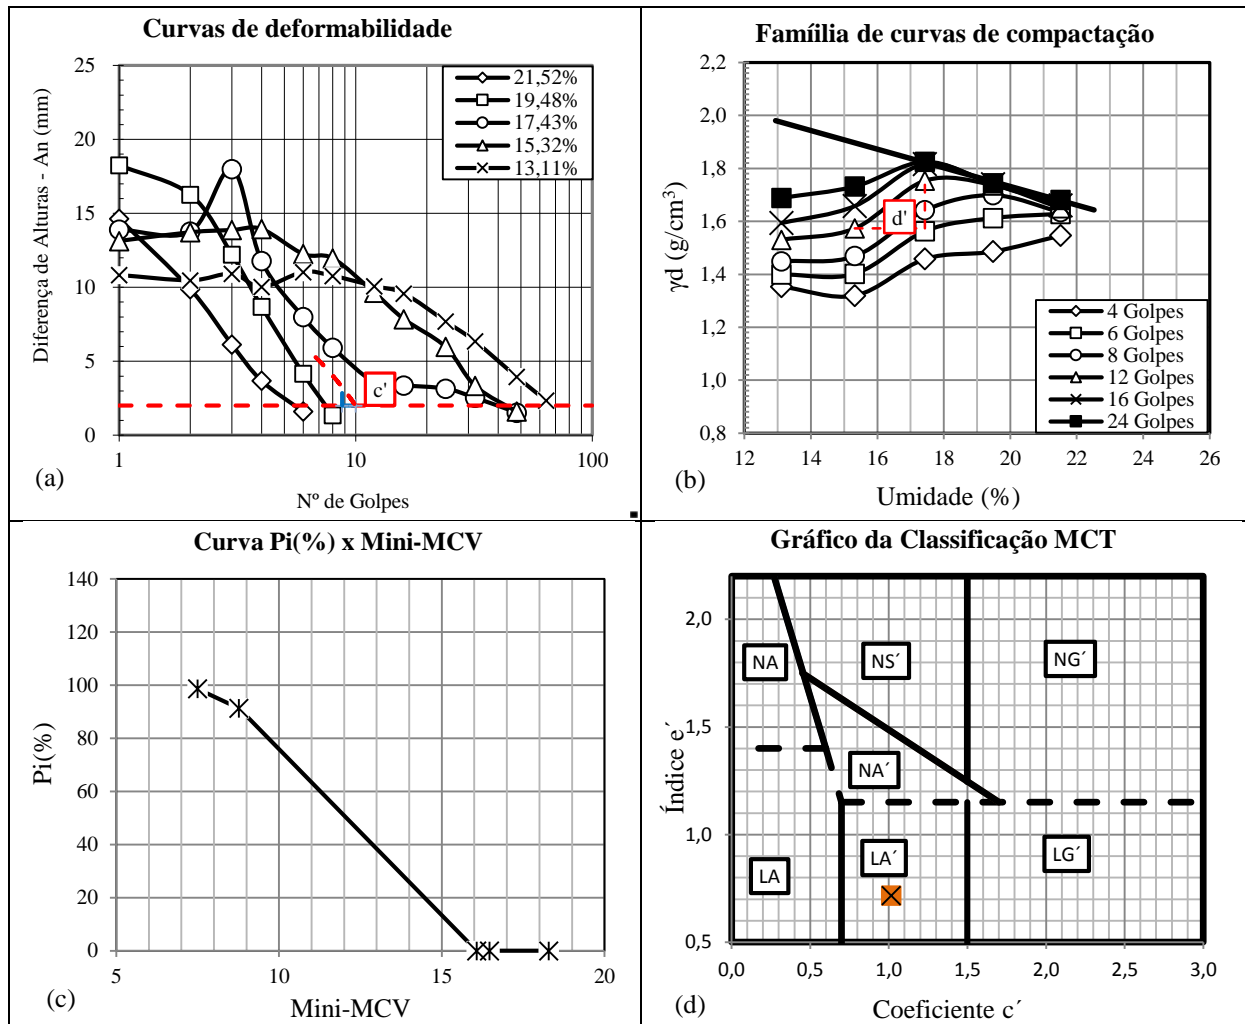 Curvas de deformabilidade
Diferença de Alturas - An (mm)
25
20
15
10
5
0
21,52%
19,48%
17,43%
15,32%
13,11%
c'
1
10
100
(a)
Nº de Golpes
Famíilia de curvas de compactação
γd (g/cm³)
2,2
2,0
1,8
1,6
1,4
1,2
1,0
0,8
d'
4 Golpes
6 Golpes
8 Golpes
12 Golpes
16 Golpes
24 Golpes
12
14
16
18
20
22
24
26
(b)
Umidade (%)
Curva Pi(%) x Mini-MCV
Pi(%)
140
120
100
80
60
40
20
0
5
10
15
20
(c)
Mini-MCV
Gráfico da Classificação MCT
Índice e´
2,0
1,5
1,0
0,5
NA
NS´
NG´
NA´
LA
LA´
LG´
0,0
0,5
1,0
1,5
2,0
2,5
3,0
(d)
Coeficiente c´